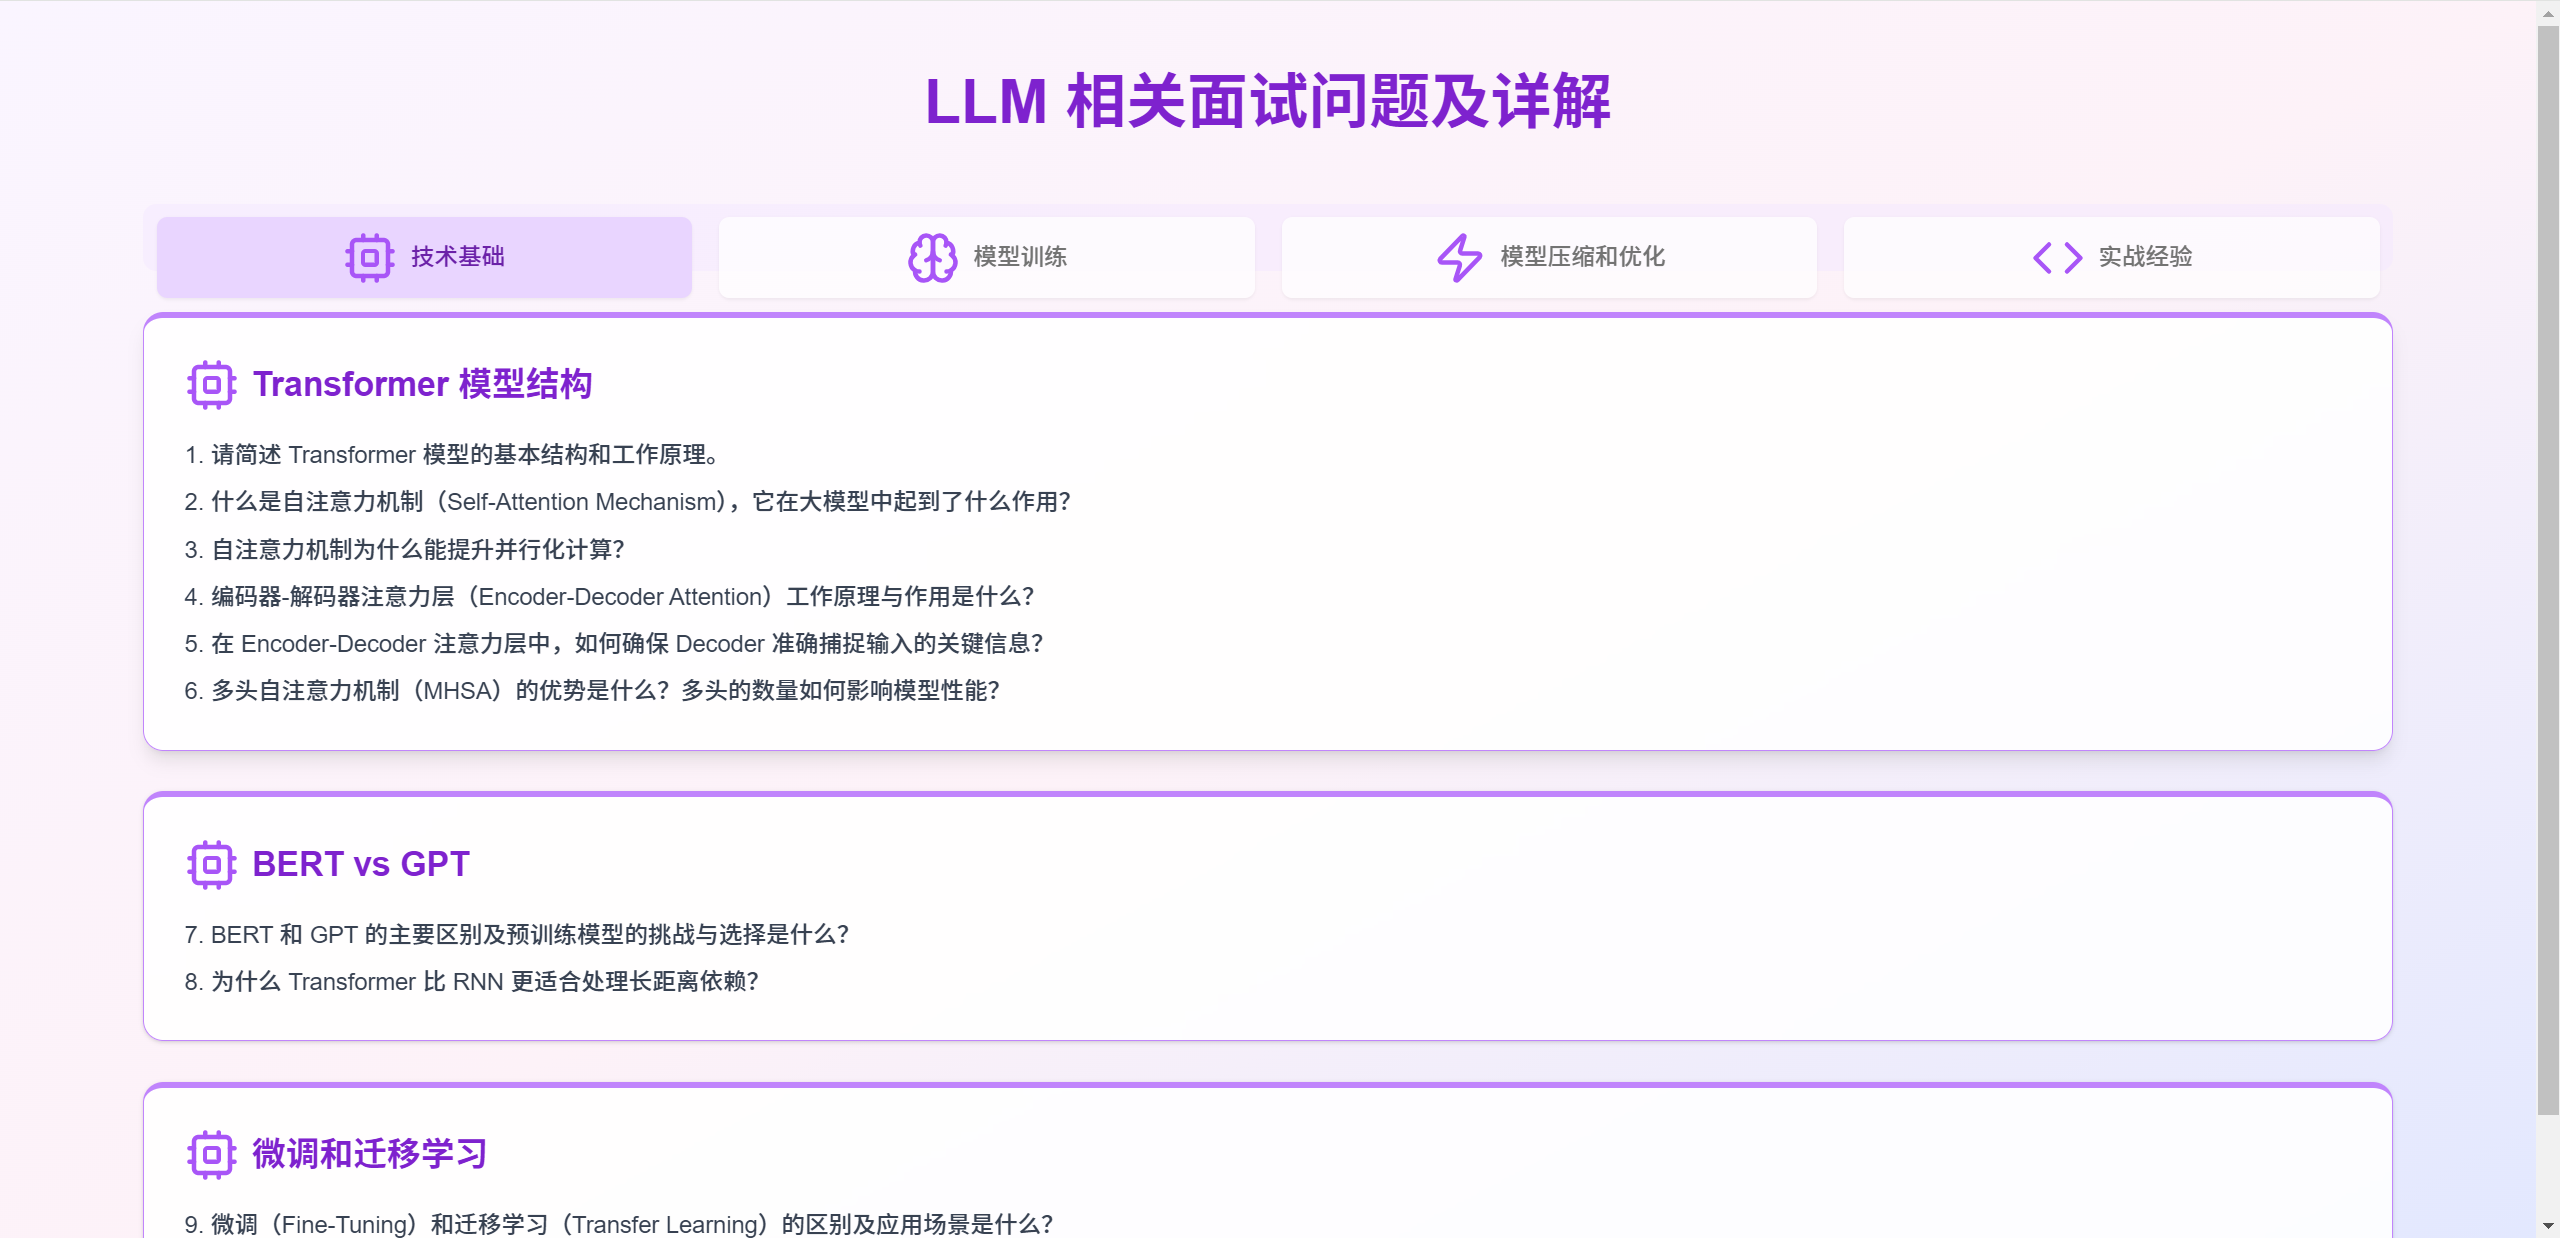 LLM 相关面试问题及详解
技术基础
模型训练
模型压缩和优化
实战经验
Transformer 模型结构
1. 请简述 Transformer 模型的基本结构和工作原理。
2. 什么是自注意力机制（Self-Attention Mechanism），它在大模型中起到了什么作用？
3. 自注意力机制为什么能提升并行化计算？
4. 编码器-解码器注意力层（Encoder-Decoder Attention）工作原理与作用是什么？
5. 在 Encoder-Decoder 注意力层中，如何确保 Decoder 准确捕捉输入的关键信息？
6. 多头自注意力机制（MHSA）的优势是什么？多头的数量如何影响模型性能？
BERT vs GPT
7. BERT 和 GPT 的主要区别及预训练模型的挑战与选择是什么？
8. 为什么 Transformer 比 RNN 更适合处理长距离依赖？
微调和迁移学习
9. 微调（Fine-Tuning）和迁移学习（Transfer Learning）的区别及应用场景是什么？